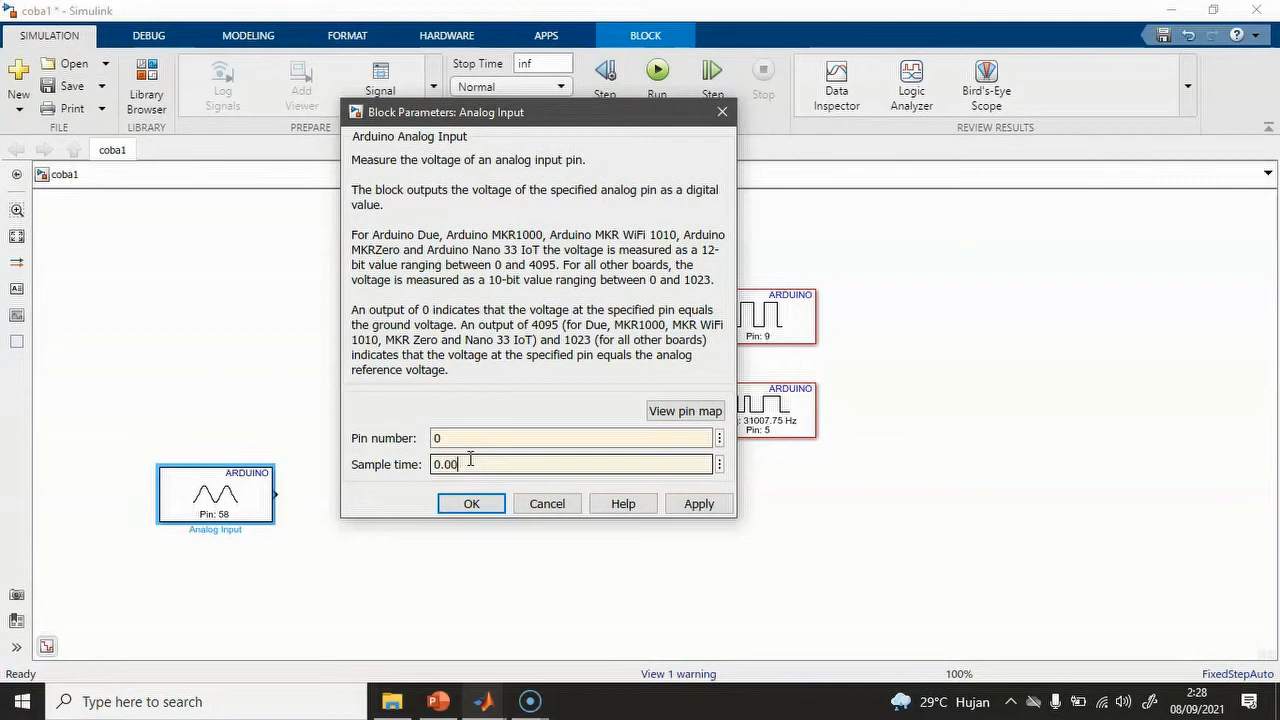 coba1 * - Simulink
SIMULATION
DEBUG
MODELING
FORMAT
HARDWARE
APPS
BLOCK
New
Open
Save
Print
FILE
Library
Browser
LIBRARY
Log
Signals
Add
Viewer
Signal
PREPARE
Stop Time
inf
Normal
Step
Run
Step
Stop
Data
Inspector
Logic
Analyzer
Bird's-Eye
Scope
REVIEW RESULTS
coba1
coba1
Block Parameters: Analog Input
Arduino Analog Input
Measure the voltage of an analog input pin.
The block outputs the voltage of the specified analog pin as a digital
value.
For Arduino Due, Arduino MKR1000, Arduino MKR WiFi 1010, Arduino
MKRZero and Arduino Nano 33 IoT the voltage is measured as a 12-
bit value ranging between 0 and 4095. For all other boards, the
voltage is measured as a 10-bit value ranging between 0 and 1023.
An output of 0 indicates that the voltage at the specified pin equals
the ground voltage. An output of 4095 (for Due, MKR1000, MKR WiFi
1010, MKR Zero and Nano 33 IoT) and 1023 (for all other boards)
indicates that the voltage at the specified pin equals the analog
reference voltage.
View pin map
Pin number:
0
Sample time:
0.00
OK
Cancel
Help
Apply
ARDUINO
Pin: 9
ARDUINO
: 31007.75 Hz
Pin: 5
ARDUINO
Pin: 58
Analog Input
Ready
View 1 warning
100%
FixedStepAuto
Type here to search
29°C Hujan
2:28
08/09/2021